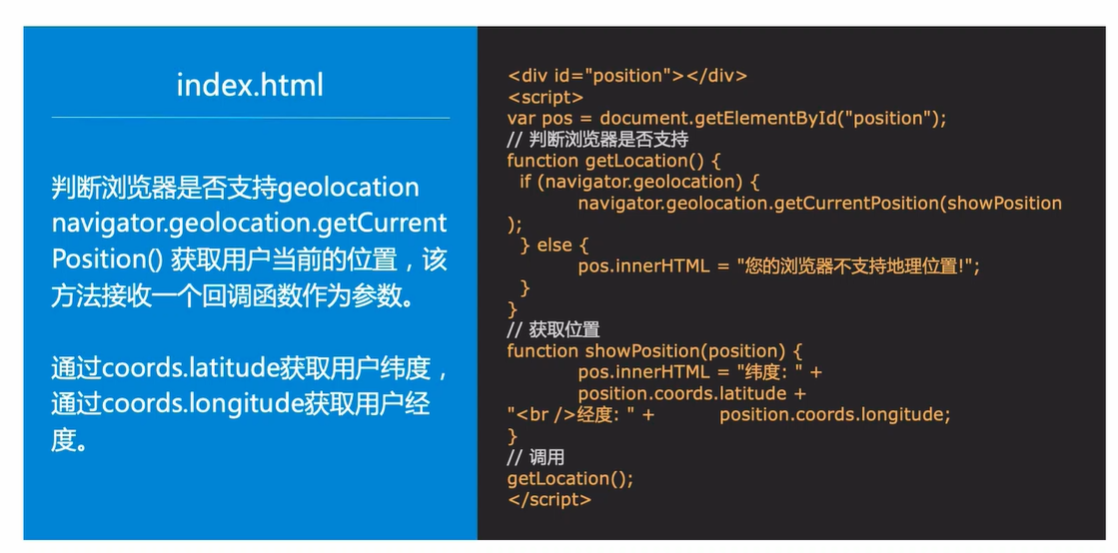 index.html
判断浏览器是否支持geolocation
navigator.geolocation.getCurrent
Position() 获取用户当前的位置，该
方法接收一个回调函数作为参数。
通过coords.latitude获取用户纬度，
通过coords.longitude获取用户经
度。
<div id="position"></div>
<script>
var pos = document.getElementById("position");
// 判断浏览器是否支持
function getLocation() {
  if (navigator.geolocation) {
        navigator.geolocation.getCurrentPosition(showPosition
);
  } else {
        pos.innerHTML = "您的浏览器不支持地理位置!";
  }
}
// 获取位置
function showPosition(position) {
        pos.innerHTML = "纬度: " +
        position.coords.latitude +
"<br />经度: " +        position.coords.longitude;
}
// 调用
getLocation();
</script>